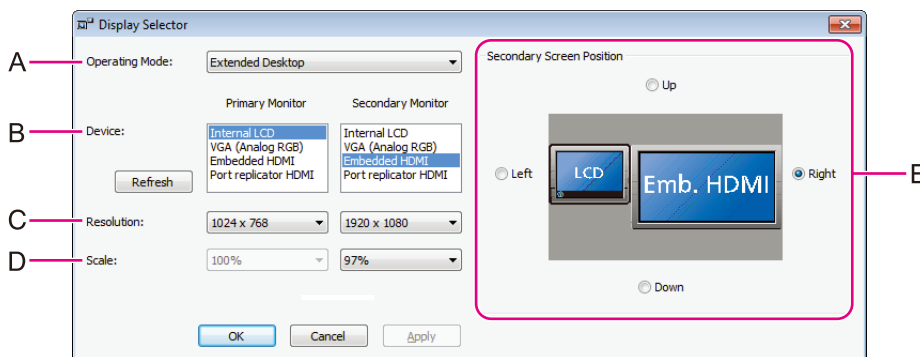 Display Selector
A
Operating Mode:
Extended Desktop
Primary Monitor
Secondary Monitor
B
Device:
Internal LCD
VGA (Analog RGB)
Embedded HDMI
Port replicator HDMI
Internal LCD
VGA (Analog RGB)
Embedded HDMI
Port replicator HDMI
Refresh
C
Resolution:
1024 x 768
1920 x 1080
D
Scale:
100%
97%
OK
Cancel
Apply
Secondary Screen Position
Up
Left
LCD
Emb. HDMI
Right
E
Down